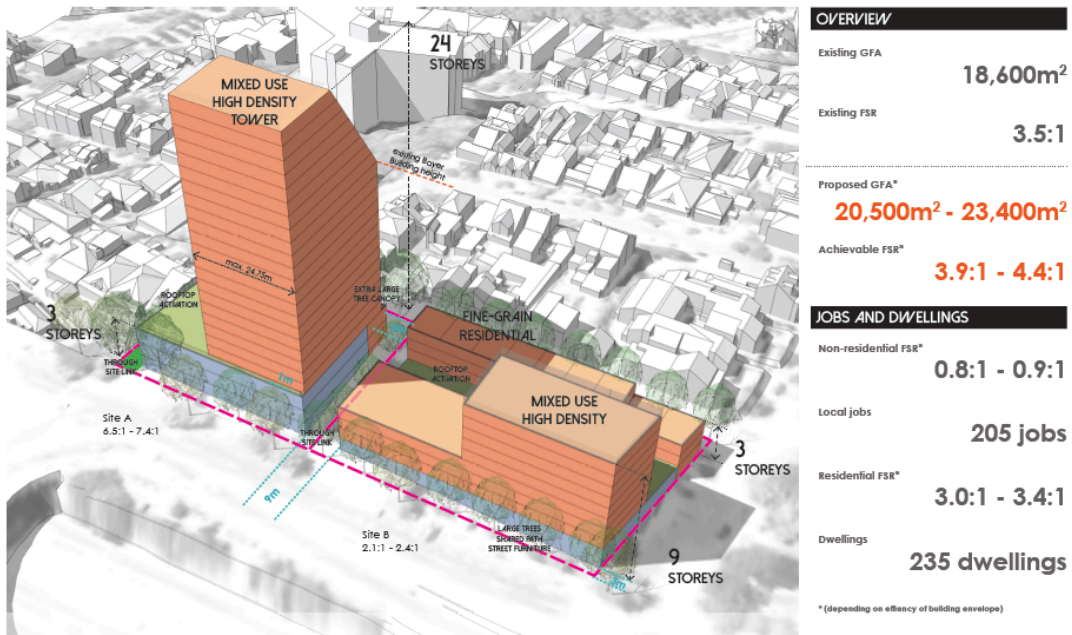 24
STOREYS
MIXED USE
HIGH DENSITY
TOWER
existing Bayer
Building height
max. 24.75m
ROOFTOP
ACTIVATION
3
STOREYS
THROUGH
SITE LINK
EXTRA LARGE
TREE CANOPY
FINE-GRAIN
RESIDENTIAL
ROOFTOP
ACTIVATION
1m
MIXED USE
HIGH DENSITY
Site A
6.5:1 - 7.4:1
THROUGH
SITE LINK
9m
3
STOREYS
Site B
2.1:1 - 2.4:1
LARGE TREES
SHARED PATH
STREET FURNITURE
9
STOREYS
OVERVIEW
Existing GFA
18,600m²
Existing FSR
3.5:1
Proposed GFA*
20,500m² - 23,400m²
Achievable FSR*
3.9:1 - 4.4:1
JOBS AND DWELLINGS
Non-residential FSR*
0.8:1 - 0.9:1
Local jobs
205 jobs
Residential FSR*
3.0:1 - 3.4:1
Dwellings
235 dwellings
* (depending on effiency of building envelope)